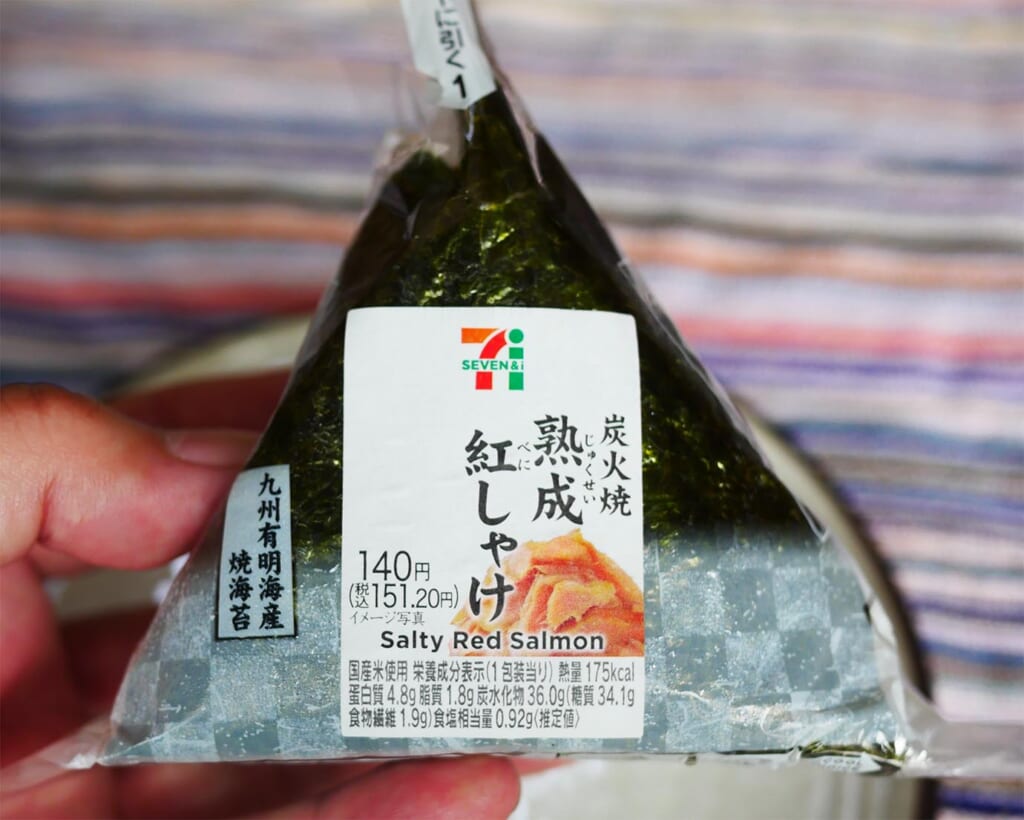 に引く
1
SEVEN&i
炭火焼
熟成
じゅくせい
紅しゃけ
べに
140円
(税込151.20円)
イメージ写真
Salty Red Salmon
国産米使用 栄養成分表示(1包装当り) 熱量175kcal
蛋白質4.8g 脂質1.8g 炭水化物36.0g(糖質34.1g
食物繊維1.9g)食塩相当量0.92g〈推定値〉
九州有明海産
焼海苔